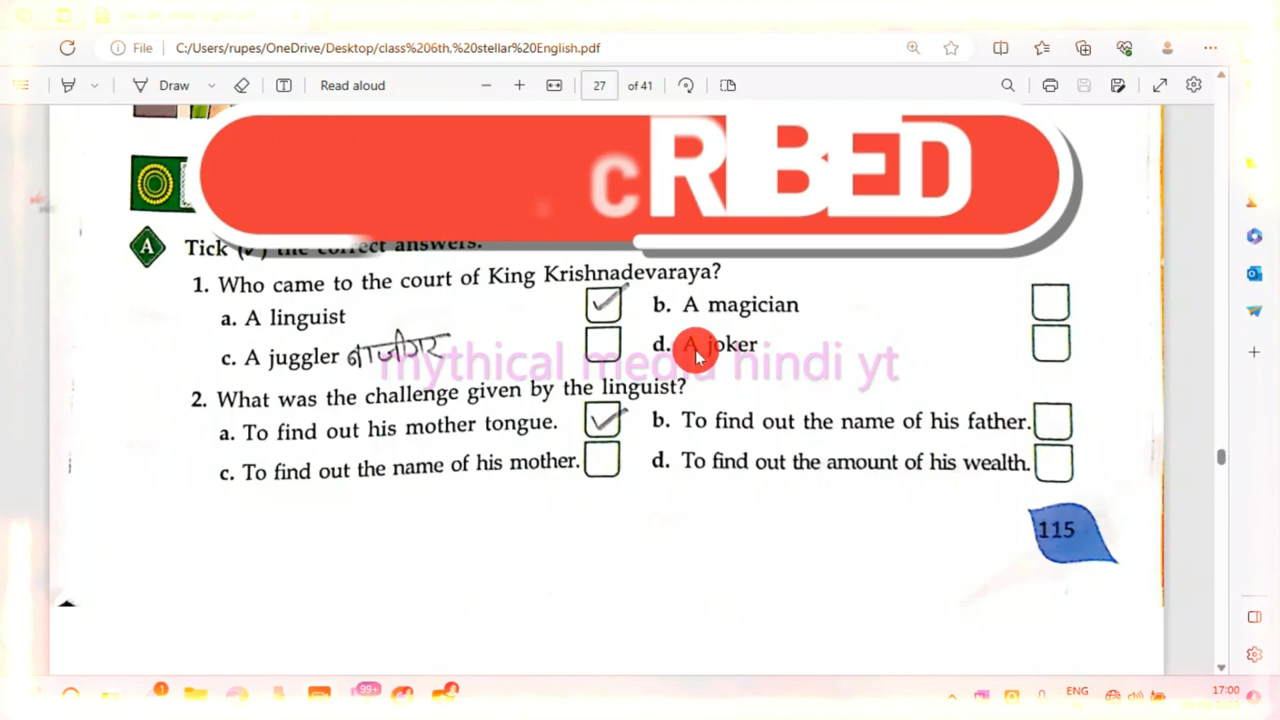 File C:/Users/rupes/OneDrive/Desktop/class%206th,%20stellar%20English.pdf
Draw Read aloud 27 of 41
CRIBED
A Tick (✓) the correct answers.
1. Who came to the court of King Krishnadevaraya?
a. A linguist b. A magician
c. A juggler बाजीगर d. A joker
mythical media hindi yt
2. What was the challenge given by the linguist?
a. To find out his mother tongue. b. To find out the name of his father.
c. To find out the name of his mother. d. To find out the amount of his wealth.
115
99+
ENG
17:00